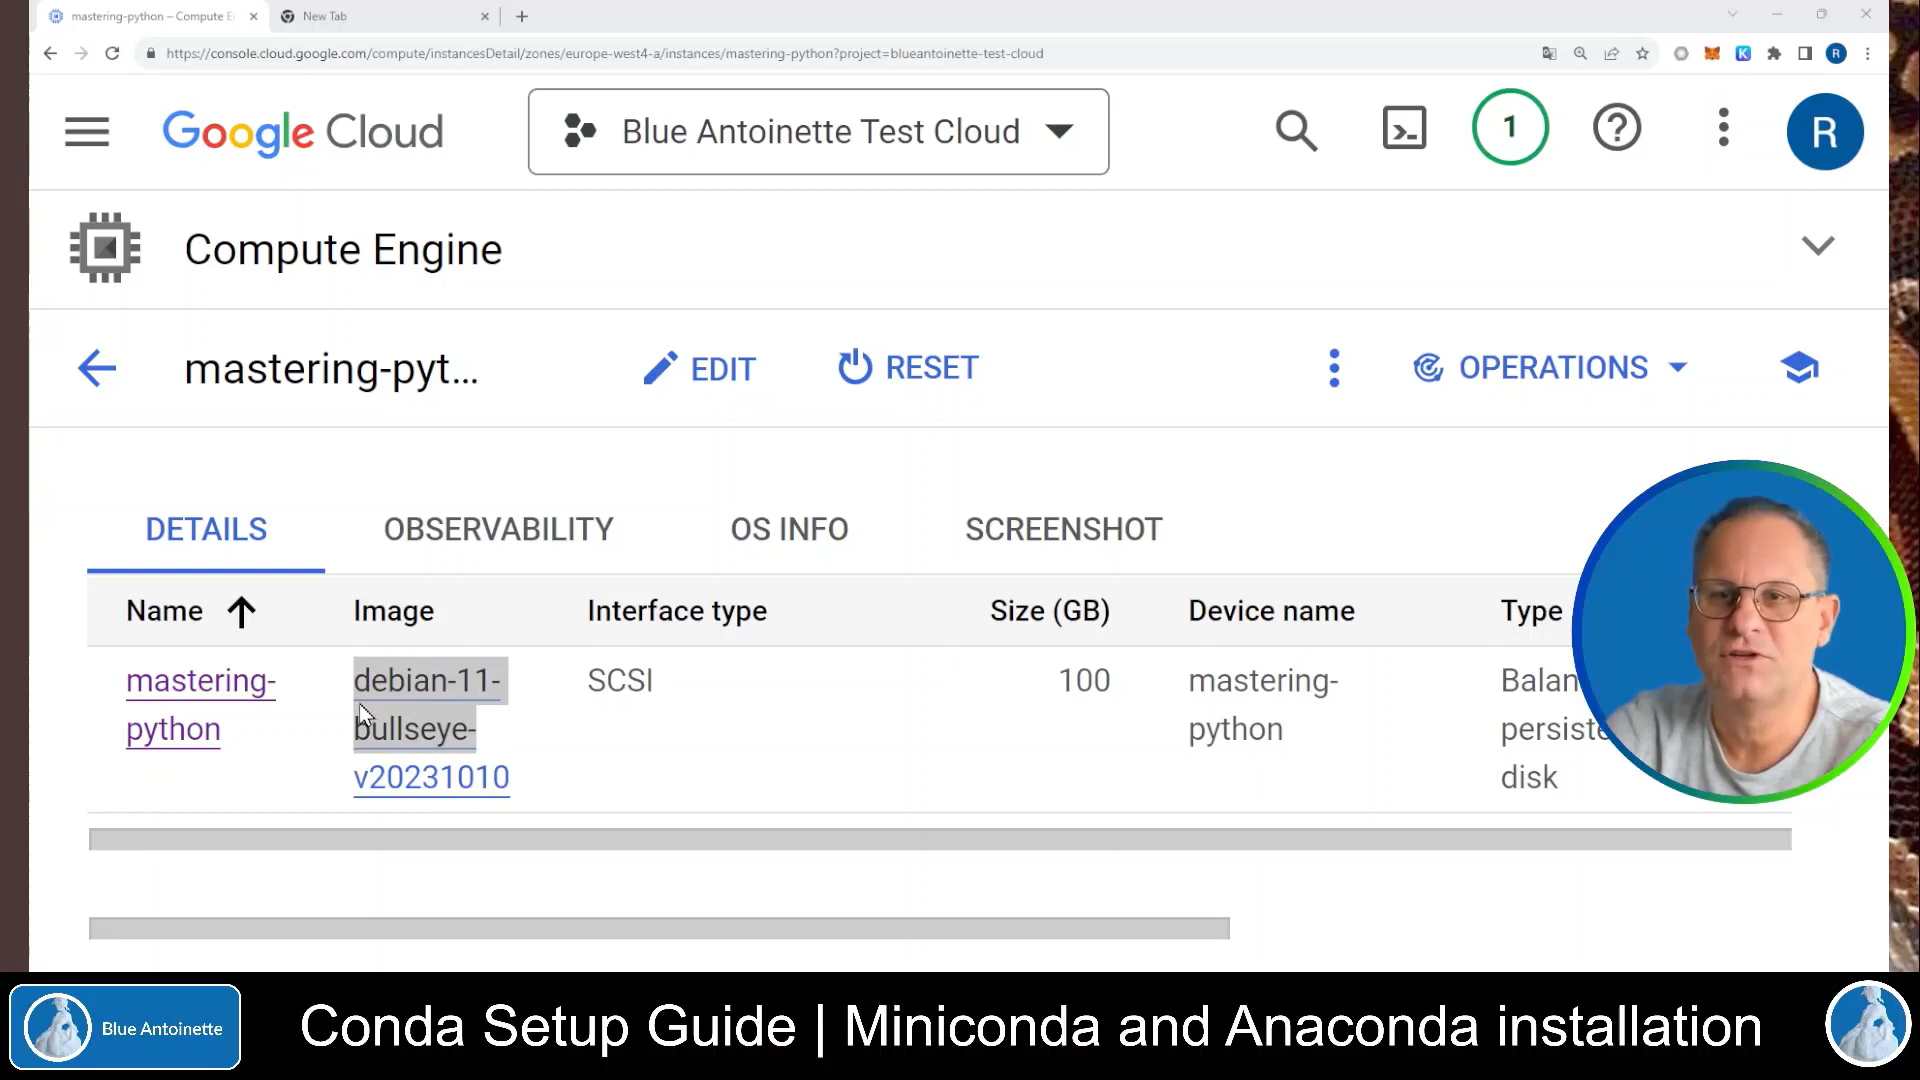 mastering-python – Compute E
New Tab
https://console.cloud.google.com/compute/instancesDetail/zones/europe-west4-a/instances/mastering-python?project=blueantoinette-test-cloud
K
R
Google Cloud
Blue Antoinette Test Cloud
1
R
Compute Engine
mastering-pyt...
EDIT
RESET
OPERATIONS
DETAILS
OBSERVABILITY
OS INFO
SCREENSHOT
Name
Image
Interface type
Size (GB)
Device name
Type
mastering-
python
debian-11-
bullseye-
v20231010
SCSI
100
mastering-
python
Balan
persiste
disk
Blue Antoinette
Conda Setup Guide | Miniconda and Anaconda installation